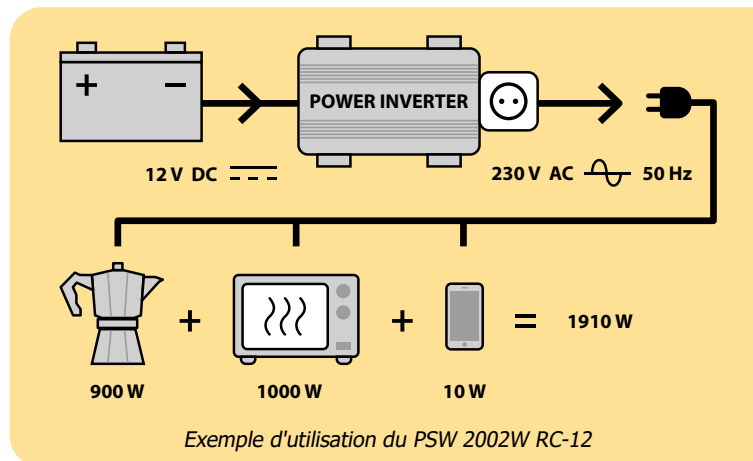 + −
POWER INVERTER
12 V DC
230 V AC 50 Hz
+ + = 1910 W
900 W 1000 W 10 W
Exemple d'utilisation du PSW 2002W RC-12